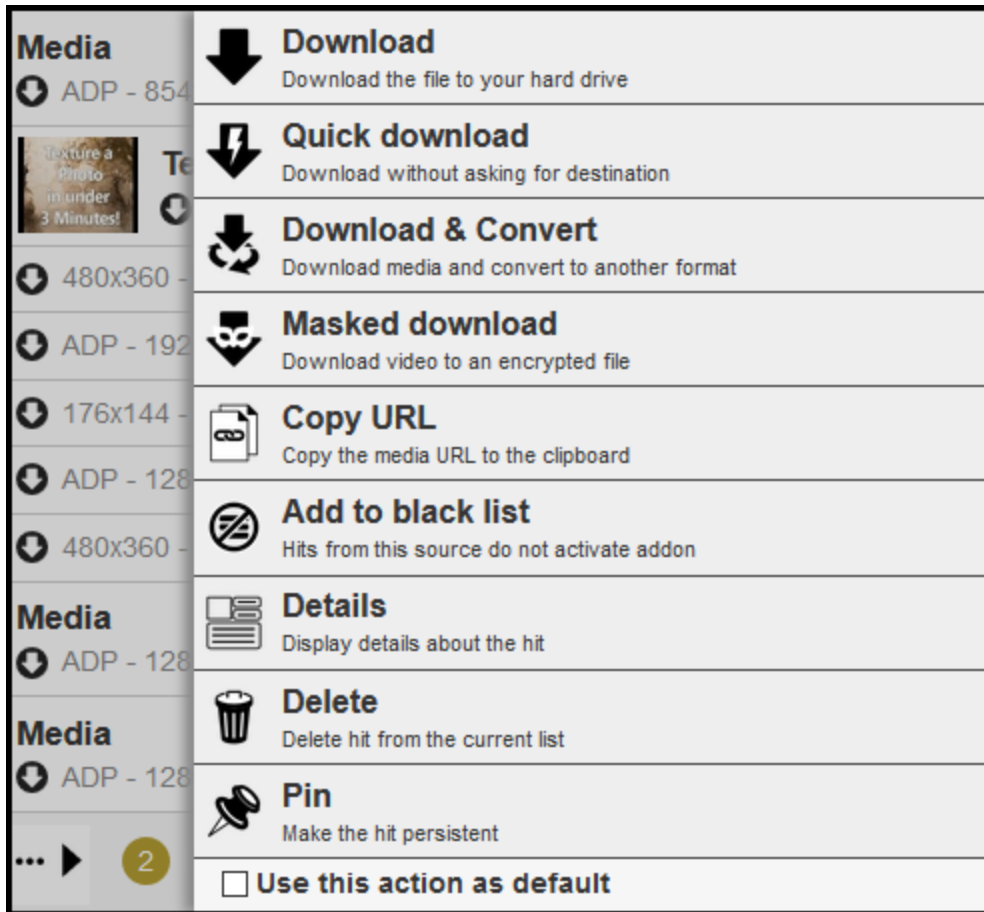 Media
ADP - 854
Texture a
Photo
in under
3 Minutes!
Te
480x360 -
ADP - 192
176x144 -
ADP - 128
480x360 -
Media
ADP - 128
Media
ADP - 128
2
Download
Download the file to your hard drive
Quick download
Download without asking for destination
Download & Convert
Download media and convert to another format
Masked download
Download video to an encrypted file
Copy URL
Copy the media URL to the clipboard
Add to black list
Hits from this source do not activate addon
Details
Display details about the hit
Delete
Delete hit from the current list
Pin
Make the hit persistent
Use this action as default